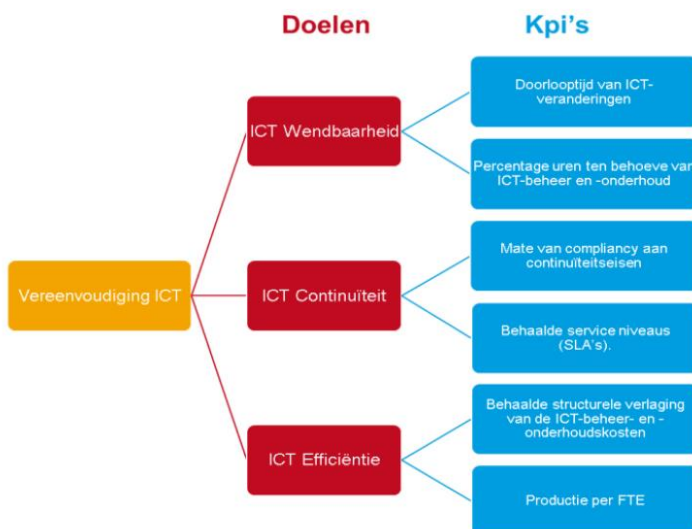 Doelen
Kpi's
Doorlooptijd van ICT-
veranderingen
ICT Wendbaarheid
Percentage uren ten behoeve van
ICT-beheer en -onderhoud
Mate van compliancy aan
continuïteitseisen
Vereenvoudiging ICT
ICT Continuïteit
Behaalde service niveaus
(SLA's).
Behaalde structurele verlaging
van de ICT-beheer- en -
onderhoudskosten
ICT Efficiëntie
Productie per FTE